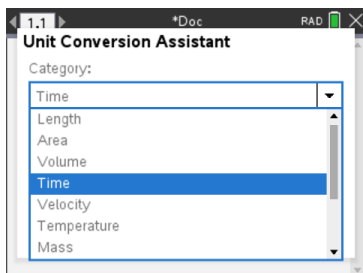 1.1 *Doc RAD
Unit Conversion Assistant
Category:
Time
Length
Area
Volume
Time
Velocity
Temperature
Mass